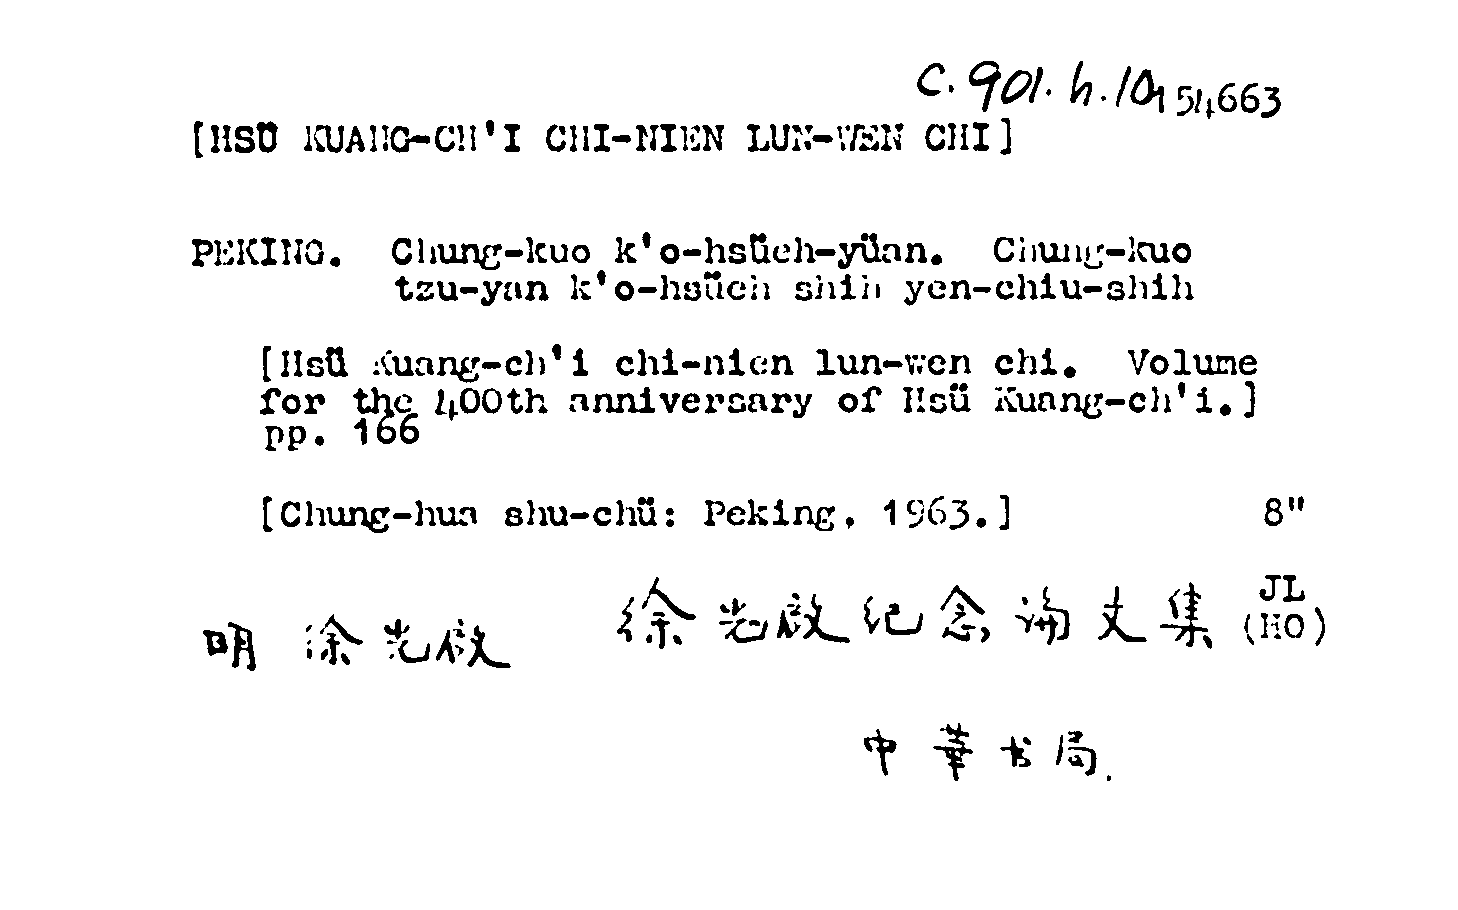 c.901.h.10 54663
[HSÜ KUANG-CH'I CHI-NIEN LUN-WEN CHI]
PEKING. Chung-kuo k'o-hsüeh-yüan. Chung-kuo
tzu-yan k'o-hsüeh shih yen-chiu-shih
[Hsü Kuang-ch'i chi-nien lun-wen chi. Volume
for the 400th anniversary of Hsü Kuang-ch'i.]
pp. 166
[Chung-hua shu-chü: Peking, 1963.] 8"
JL
明 徐光啟 徐光啟纪念論文集 (HO)
中華书局.